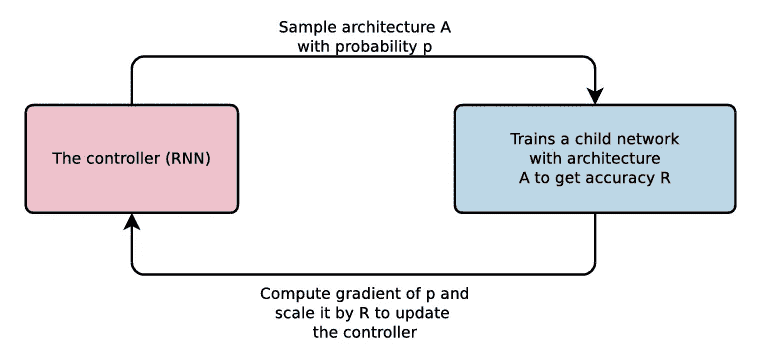 Sample architecture A
with probability p
The controller (RNN)
Trains a child network
with architecture
A to get accuracy R
Compute gradient of p and
scale it by R to update
the controller